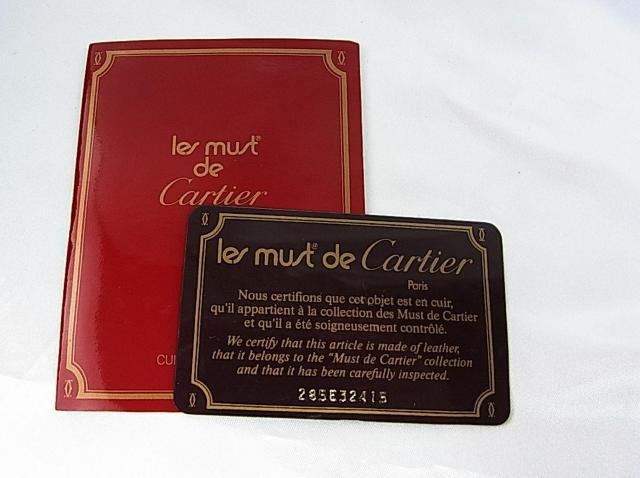 les must®
de
Cartier
les must® de Cartier
Paris
Nous certifions que cet objet est en cuir,
qu'il appartient à la collection des Must de Cartier
et qu'il a été soigneusement contrôlé.
We certify that this article is made of leather,
that it belongs to the "Must de Cartier" collection
and that it has been carefully inspected.
285E32415